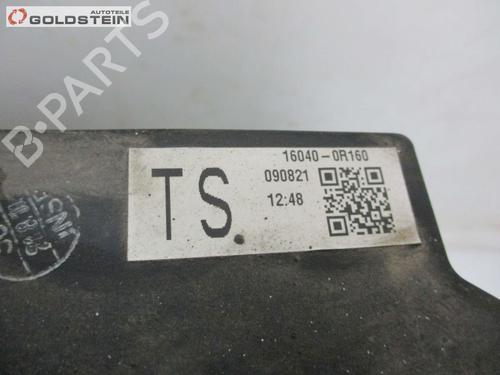 AUTOTEILE
GOLDSTEIN
B-PARTS
16040-0R160
TS
090821
12:48